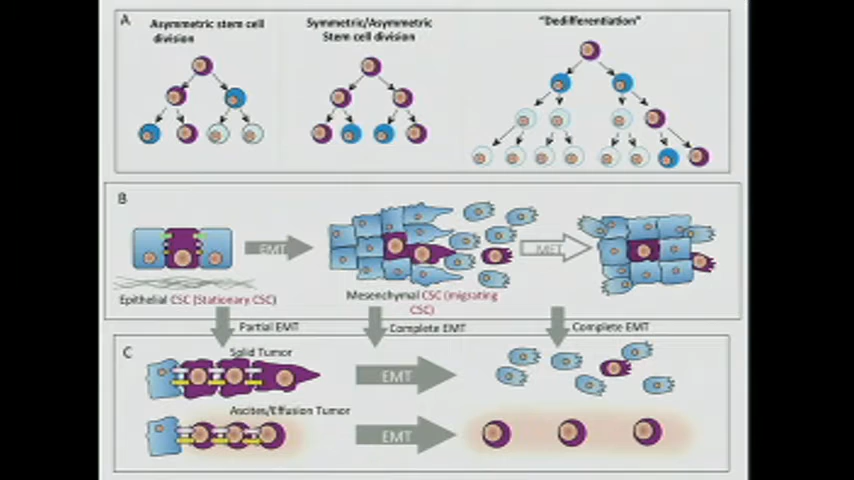 A
Asymmetric stem cell
division
Symmetric/Asymmetric
Stem cell division
"Dedifferentiation"
B
EMT
MET
Epithelial CSC (Stationary CSC)
Mesenchymal CSC (migrating
CSC)
Partial EMT
Complete EMT
Complete EMT
C
Solid Tumor
EMT
Ascites/Effusion Tumor
EMT